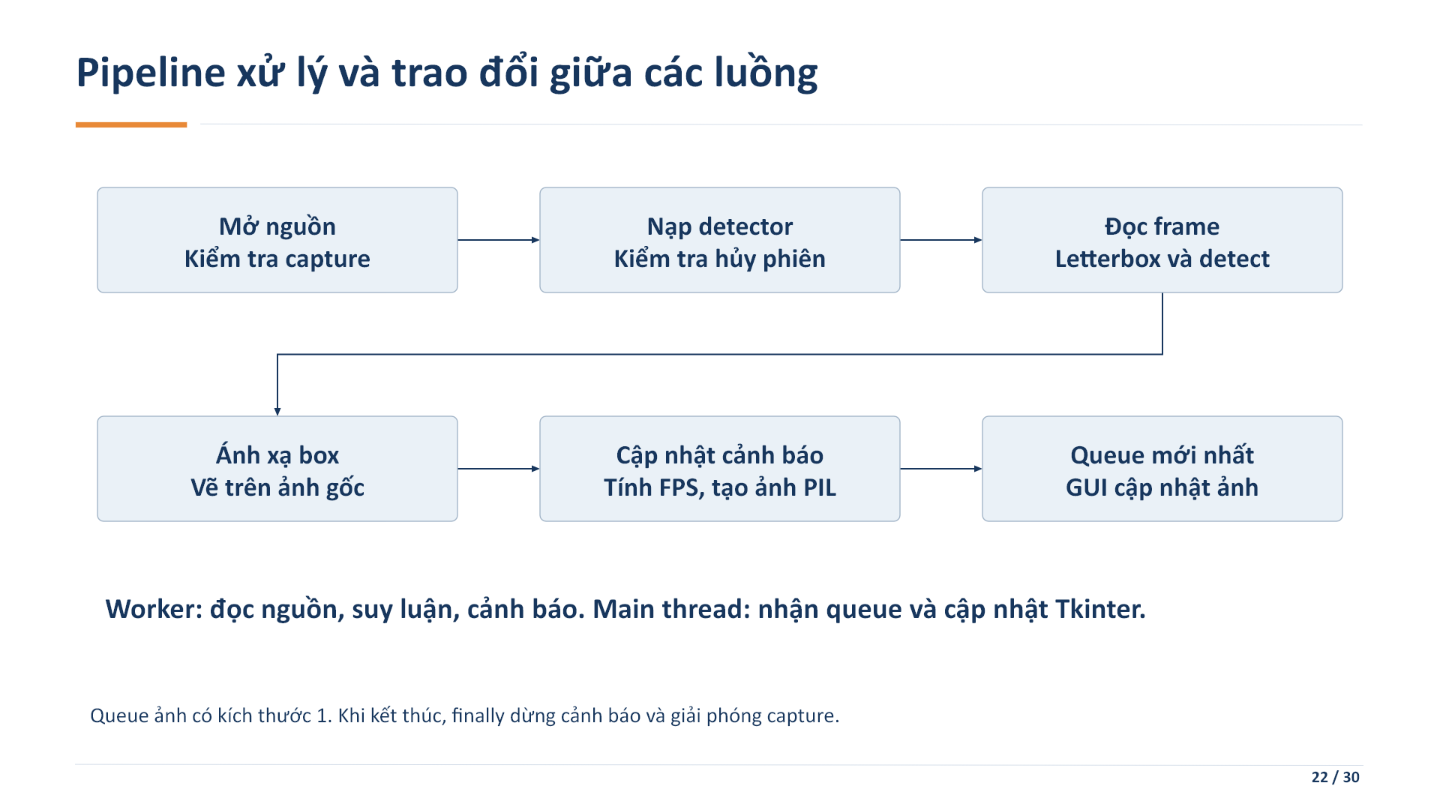 Pipeline xử lý và trao đổi giữa các luồng
Mở nguồn
Kiểm tra capture
Nạp detector
Kiểm tra hủy phiên
Đọc frame
Letterbox và detect
Ánh xạ box
Vẽ trên ảnh gốc
Cập nhật cảnh báo
Tính FPS, tạo ảnh PIL
Queue mới nhất
GUI cập nhật ảnh
Worker: đọc nguồn, suy luận, cảnh báo. Main thread: nhận queue và cập nhật Tkinter.
Queue ảnh có kích thước 1. Khi kết thúc, finally dừng cảnh báo và giải phóng capture.
22 / 30